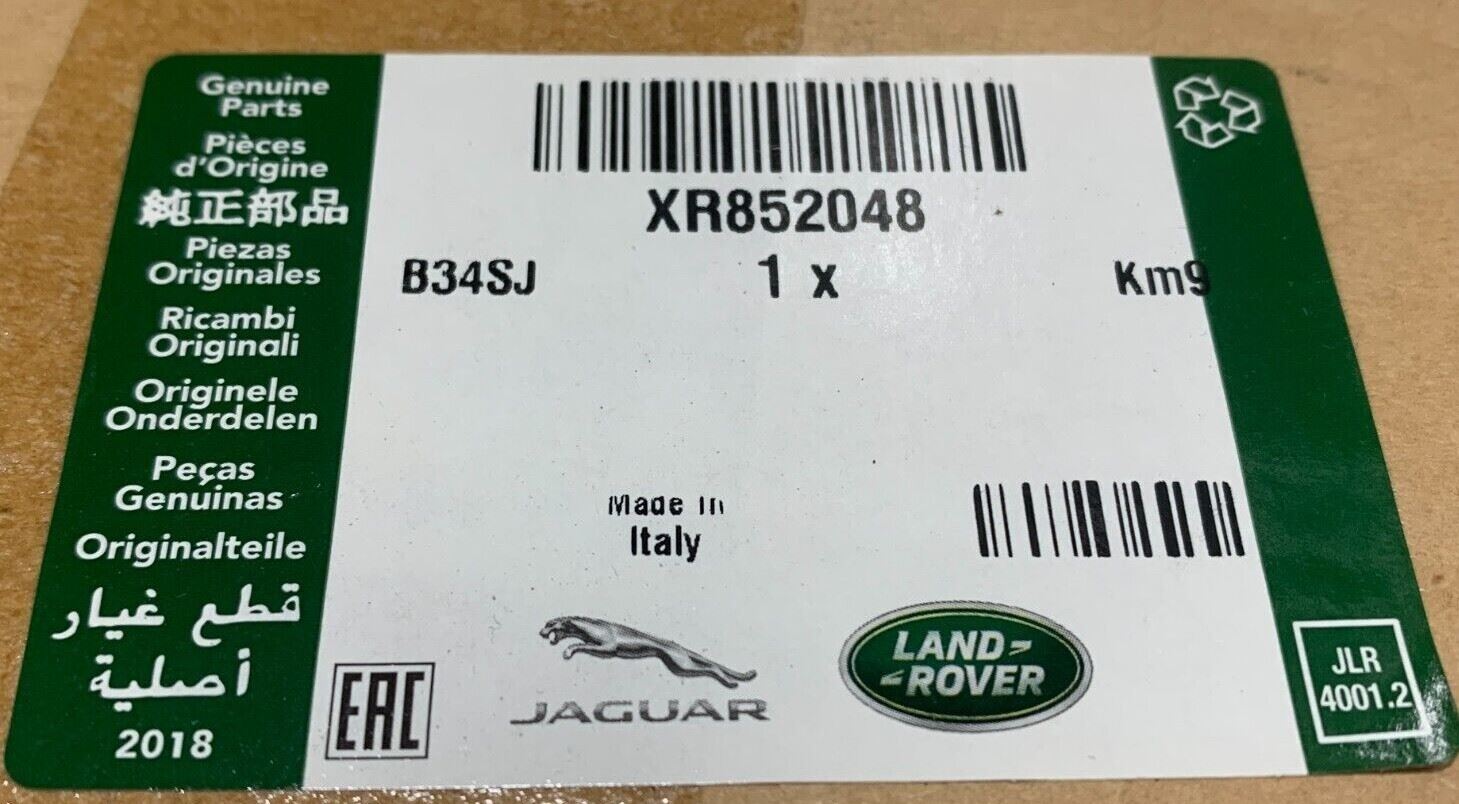 Genuine
Parts
Pièces
d'Origine
純正部品
Piezas
Originales
Ricambi
Originali
Originele
Onderdelen
Peças
Genuinas
Originalteile
قطع غيار
أصلية
2018
XR852048
B34SJ 1 x Km9
Made in
Italy
EAC
JAGUAR
LAND
ROVER
JLR
4001.2